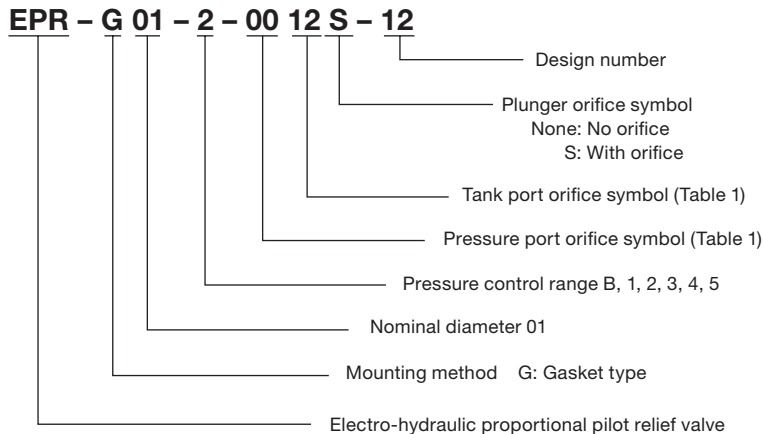 EPR – G 01 – 2 – 00 12 S – 12
Design number
Plunger orifice symbol
None: No orifice
S: With orifice
Tank port orifice symbol (Table 1)
Pressure port orifice symbol (Table 1)
Pressure control range B, 1, 2, 3, 4, 5
Nominal diameter 01
Mounting method G: Gasket type
Electro-hydraulic proportional pilot relief valve